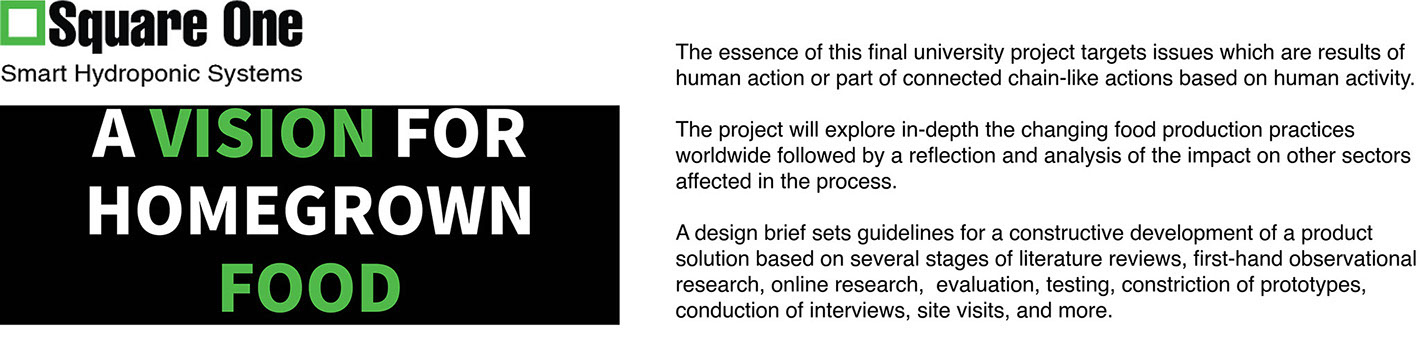 Square One
Smart Hydroponic Systems
A VISION FOR
HOMEGROWN
FOOD
The essence of this final university project targets issues which are results of
human action or part of connected chain-like actions based on human activity.
The project will explore in-depth the changing food production practices
worldwide followed by a reflection and analysis of the impact on other sectors
affected in the process.
A design brief sets guidelines for a constructive development of a product
solution based on several stages of literature reviews, first-hand observational
research, online research,  evaluation, testing, constriction of prototypes,
conduction of interviews, site visits, and more.